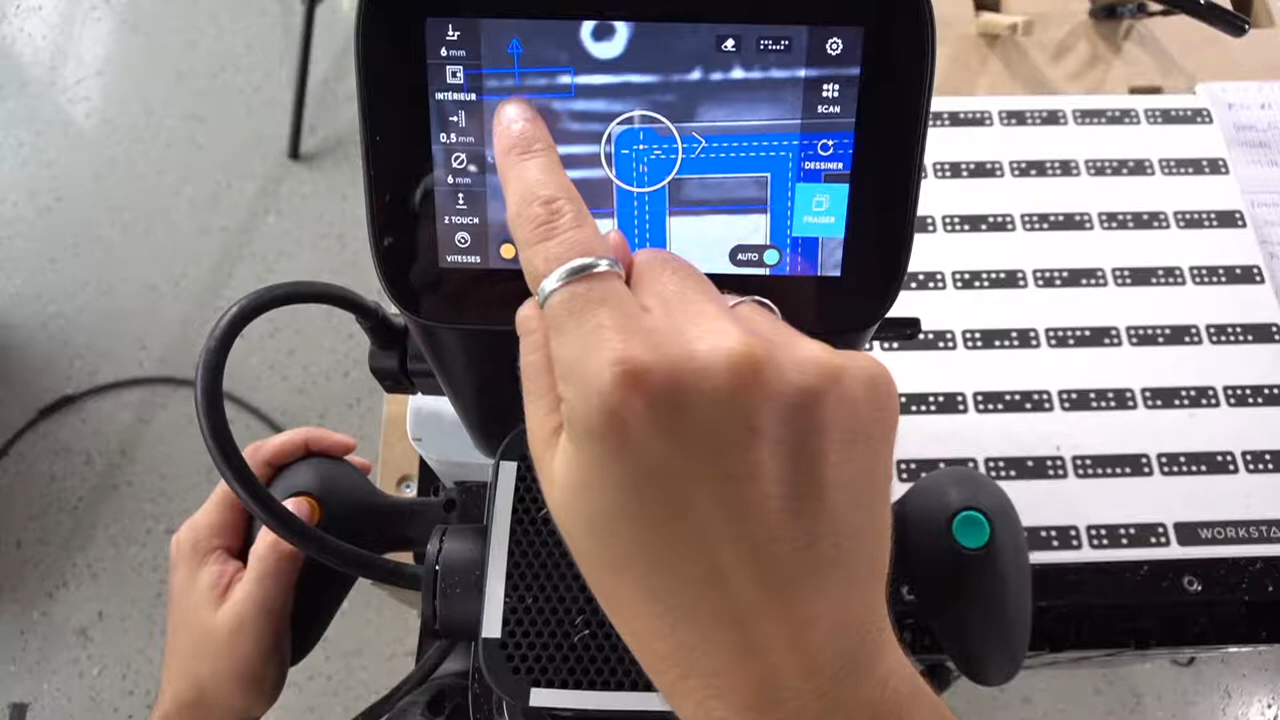 6 mm
INTÉRIEUR
0,5 mm
6 mm
Z TOUCH
VITESSES
SCAN
DESSINER
FRAISER
AUTO
WORKSTA